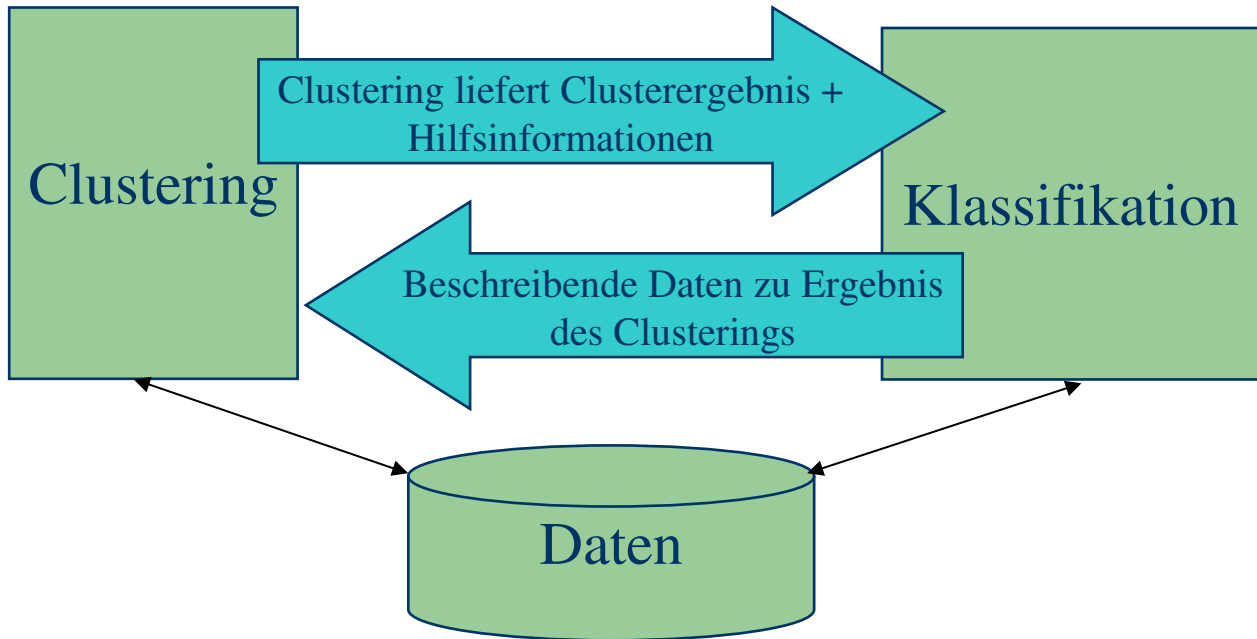 Clustering liefert Clusterergebnis +
Hilfsinformationen
Clustering
Klassifikation
Beschreibende Daten zu Ergebnis
des Clusterings
Daten